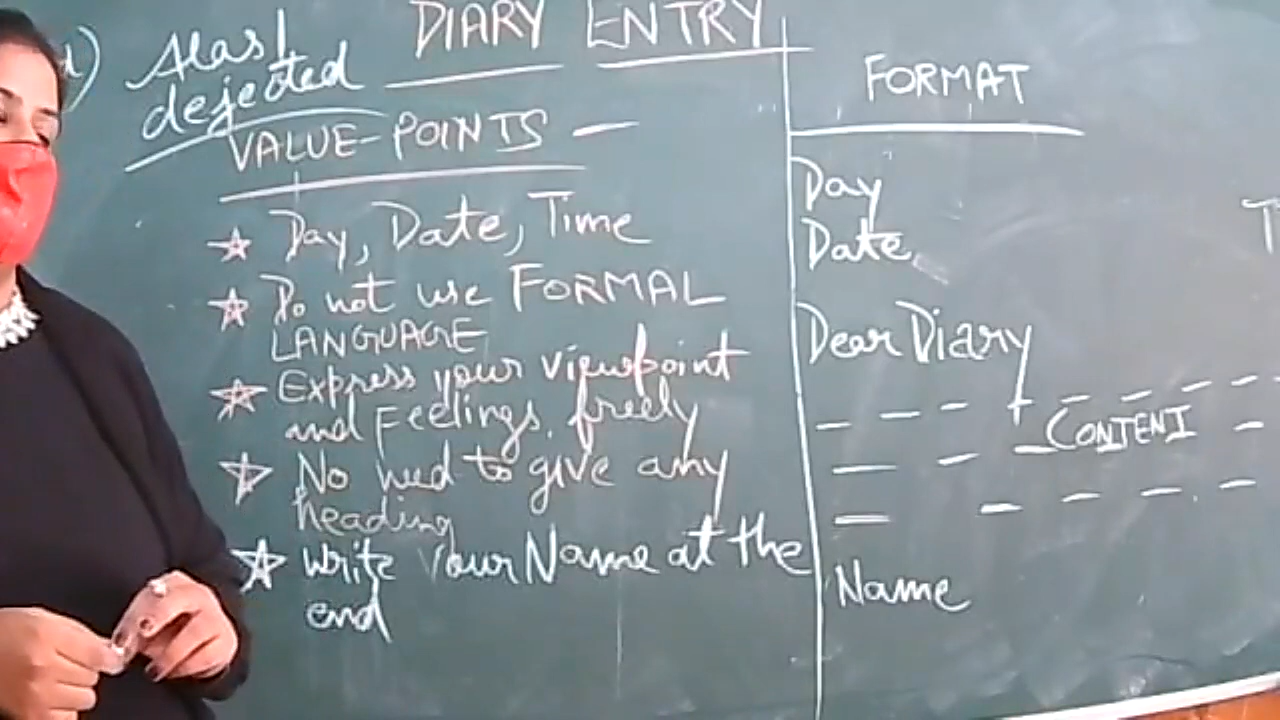 Alas!
dejected
DIARY ENTRY
VALUE-POINTS —
Day, Date, Time
Do not use FORMAL
LANGUAGE
Express your viewpoint
and Feelings. freely
No need to give any
heading
Write Your Name at the
end
FORMAT
Day
Date,
Dear Diary
CONTENT
Name